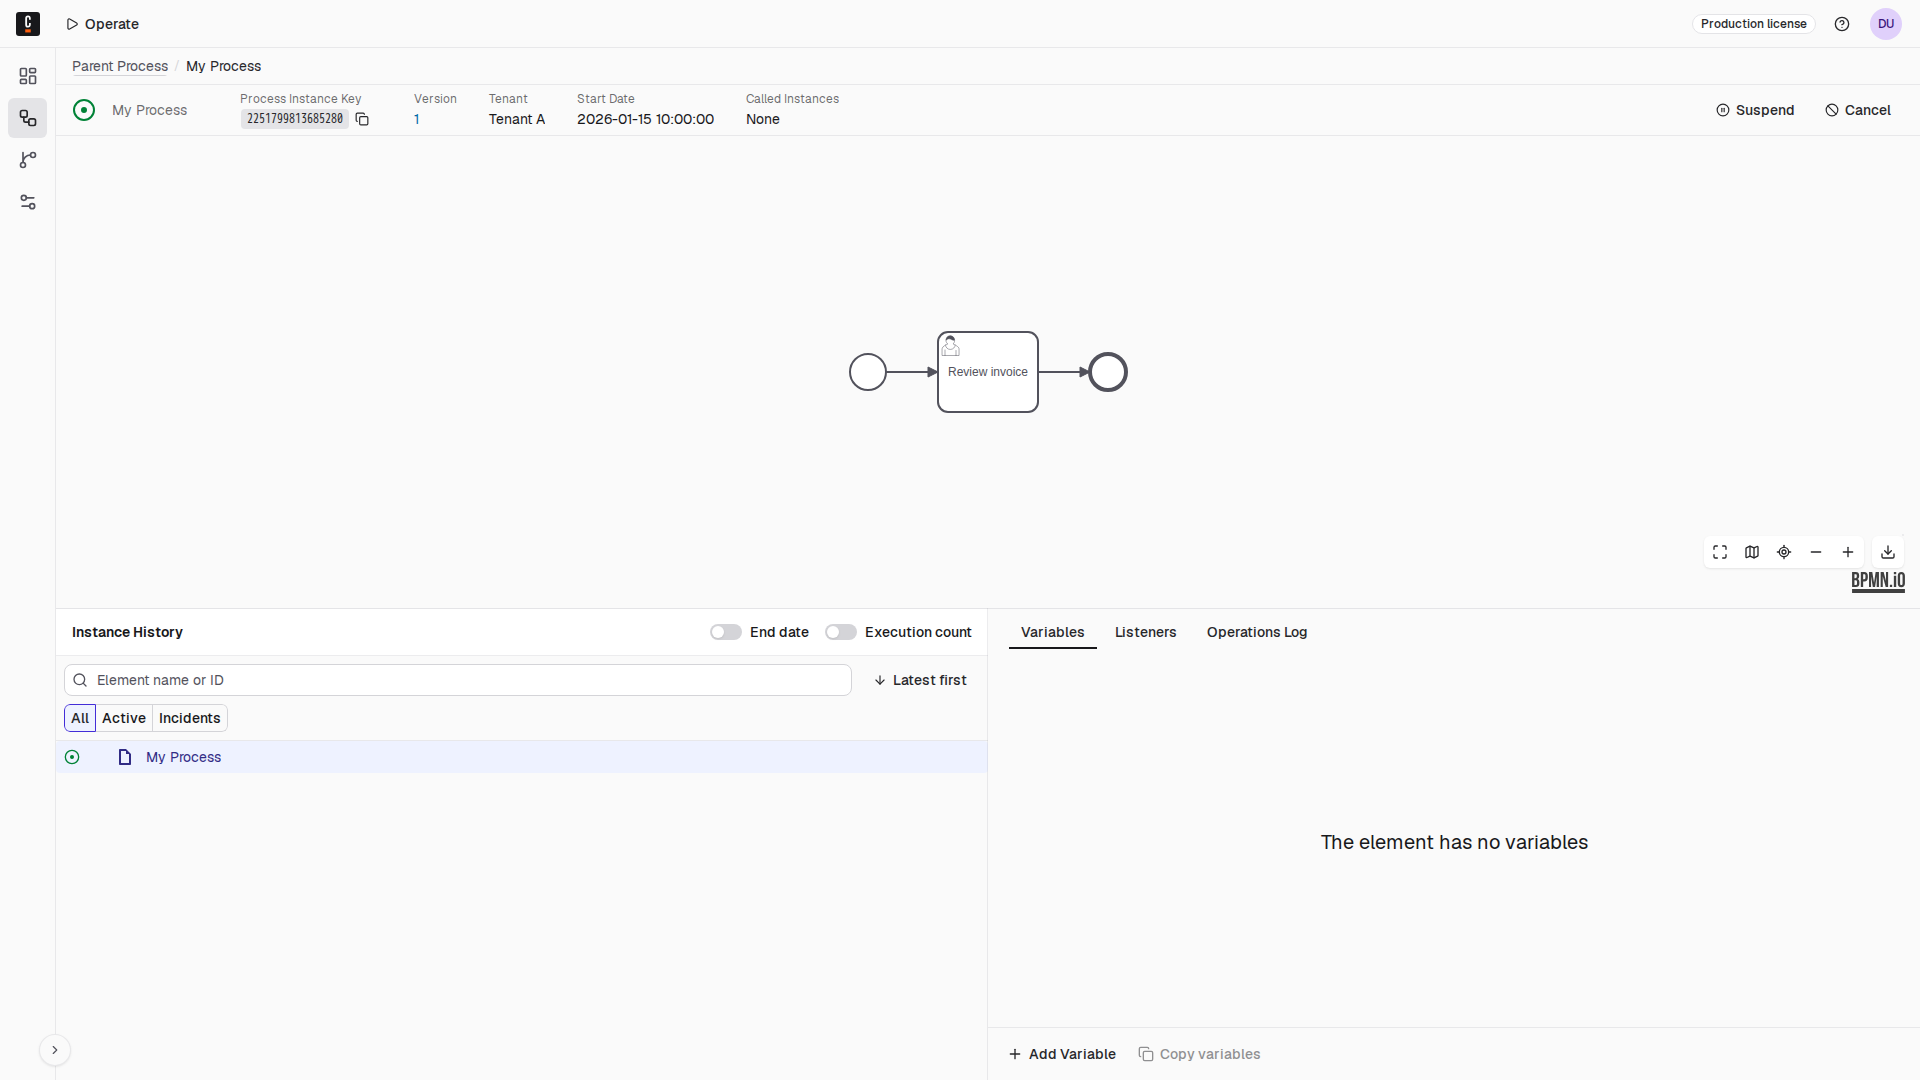 Operate
Production license
DU
Parent Process / My Process
My Process
Process Instance Key
2251799813685280
Version
1
Tenant
Tenant A
Start Date
2026-01-15 10:00:00
Called Instances
None
Suspend
Cancel
Review invoice
BPMN.iO
Instance History
End date
Execution count
Element name or ID
Latest first
All
Active
Incidents
My Process
Variables
Listeners
Operations Log
The element has no variables
Add Variable
Copy variables